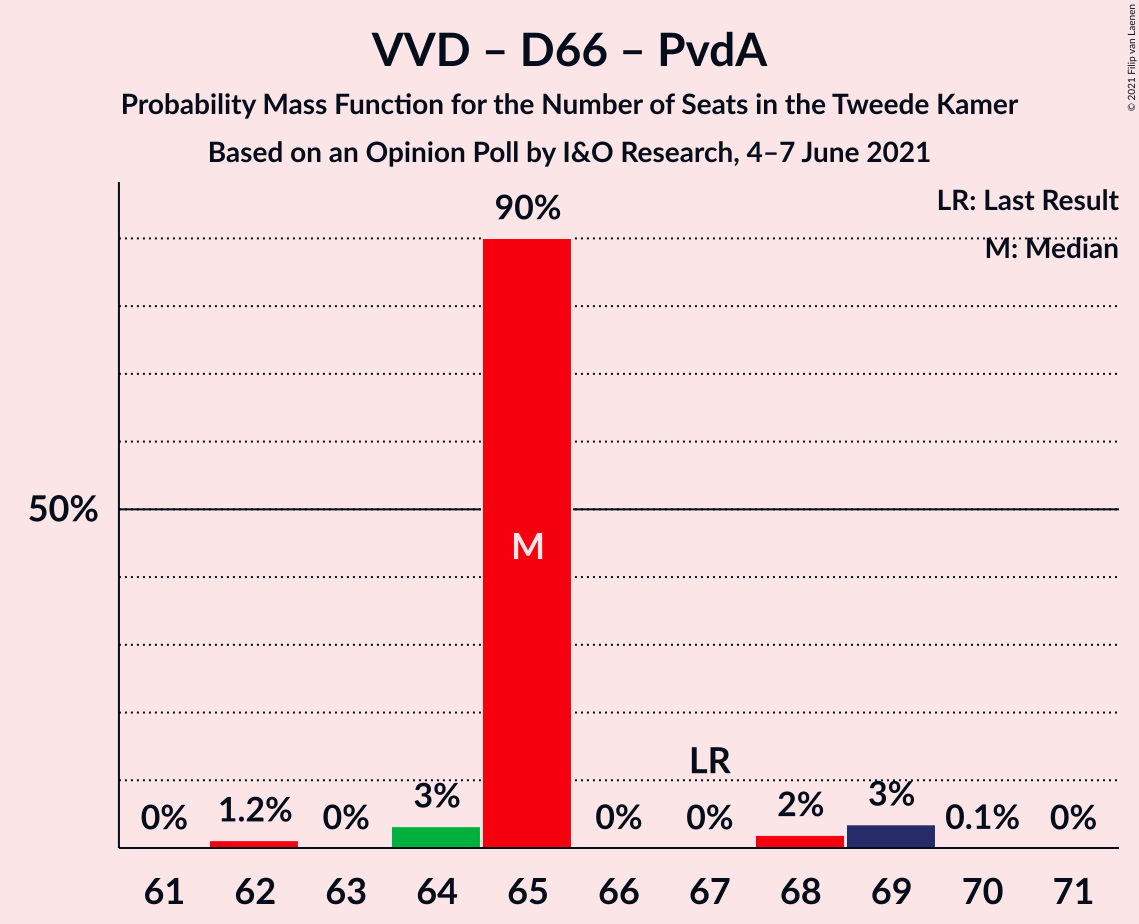 VVD – D66 – PvdA
Probability Mass Function for the Number of Seats in the Tweede Kamer
Based on an Opinion Poll by I&O Research, 4–7 June 2021
© 2021 Filip van Laenen
LR: Last Result
M: Median
90%
50%
M
LR
0% 1.2% 0% 3% 0% 0% 2% 3% 0.1% 0%
61 62 63 64 65 66 67 68 69 70 71